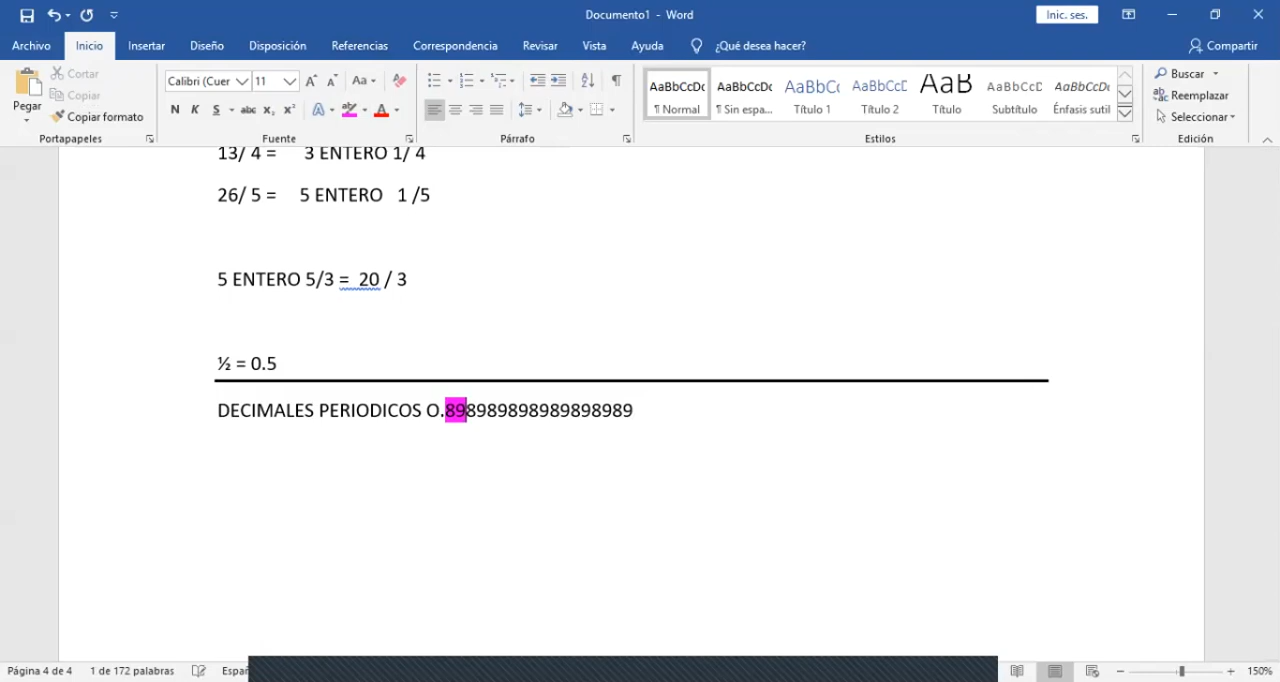 Documento1 - Word
Inic. ses.
Archivo Inicio Insertar Diseño Disposición Referencias Correspondencia Revisar Vista Ayuda ¿Qué desea hacer? Compartir
Pegar
Cortar
Copiar
Copiar formato
Portapapeles
Calibri (Cuer 11
N K S abc x₂ x²
Fuente
Párrafo
AaBbCcDc AaBbCcDc AaBbCc AaBbCcD AaB AaBbCcD AaBbCcDc
¶ Normal ¶ Sin espa... Título 1 Título 2 Título Subtítulo Énfasis sutil
Estilos
Buscar
Reemplazar
Seleccionar
Edición
13/ 4 = 3 ENTERO 1/ 4
26/ 5 = 5 ENTERO 1 /5
5 ENTERO 5/3 = 20 / 3
½ = 0.5
DECIMALES PERIODICOS O.898989898989898989
Página 4 de 4 1 de 172 palabras Españ 150%